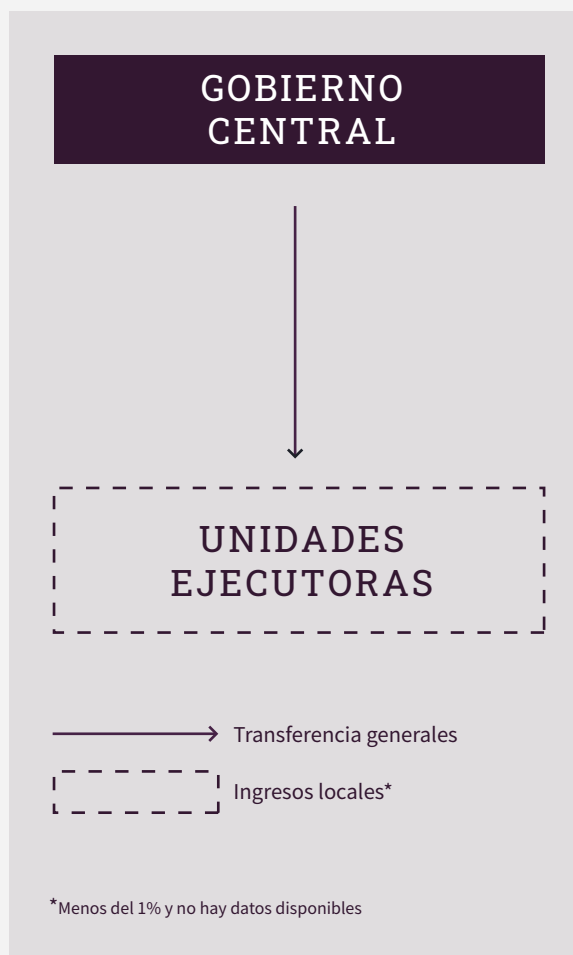 GOBIERNO
CENTRAL
UNIDADES
EJECUTORAS
Transferencia generales
Ingresos locales*
*Menos del 1% y no hay datos disponibles